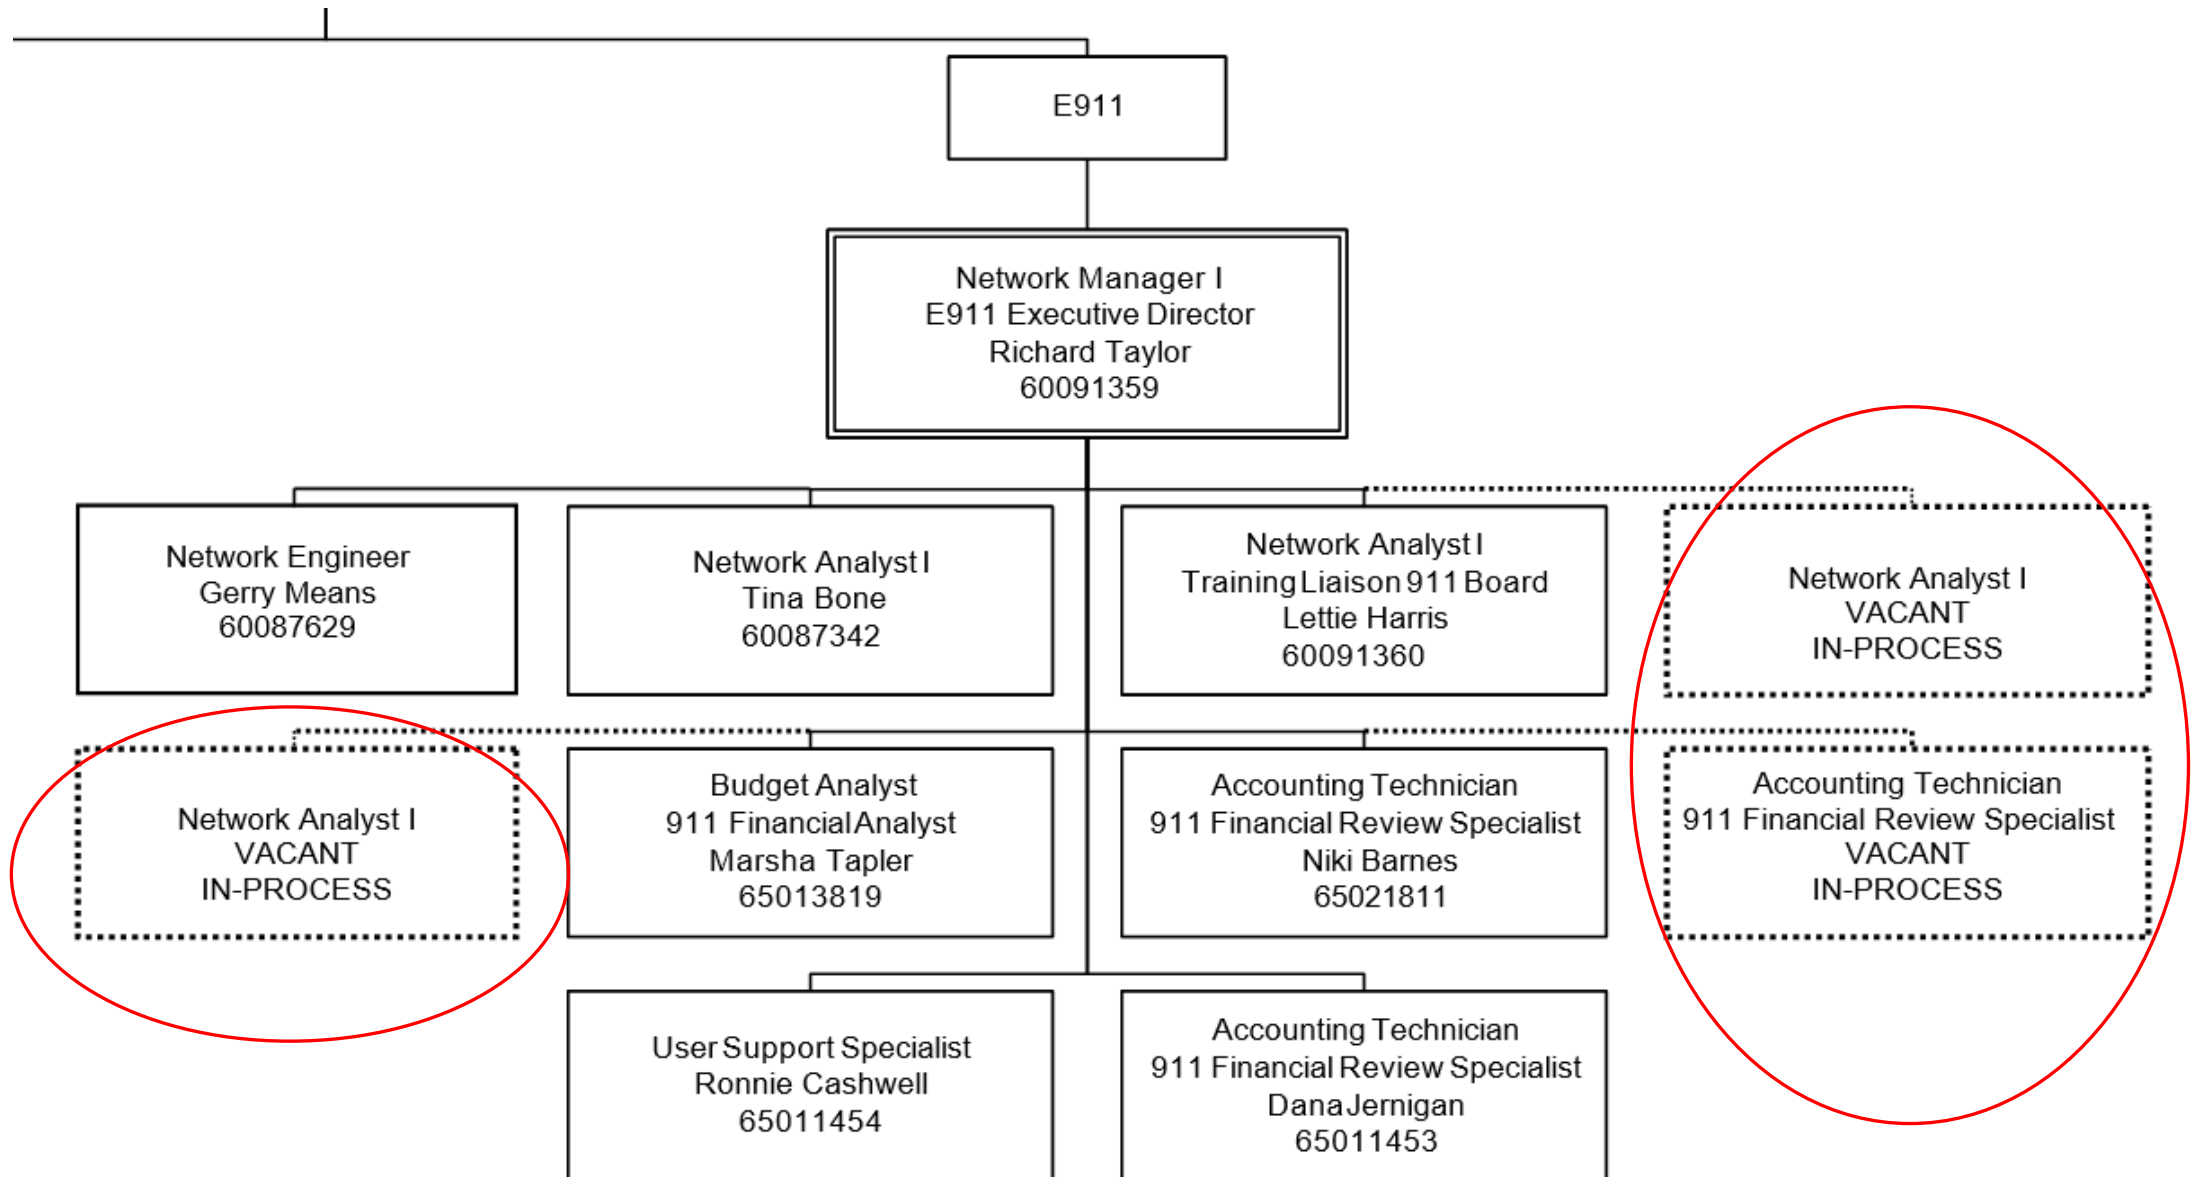 E911
Network Manager I
E911 Executive Director
Richard Taylor
60091359
Network Engineer
Gerry Means
60087629
Network Analyst I
Tina Bone
60087342
Network Analyst I
Training Liaison 911 Board
Lettie Harris
60091360
Network Analyst I
VACANT
IN-PROCESS
Network Analyst I
VACANT
IN-PROCESS
Budget Analyst
911 Financial Analyst
Marsha Tapler
65013819
Accounting Technician
911 Financial Review Specialist
Niki Barnes
65021811
Accounting Technician
911 Financial Review Specialist
VACANT
IN-PROCESS
User Support Specialist
Ronnie Cashwell
65011454
Accounting Technician
911 Financial Review Specialist
Dana Jernigan
65011453